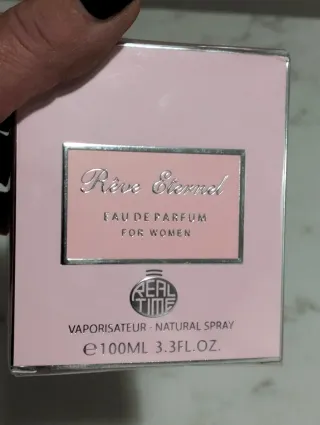 Rêve Eternel
EAU DE PARFUM
FOR WOMEN
REAL
TIME
VAPORISATEUR · NATURAL SPRAY
℮100ML 3.3FL.OZ.